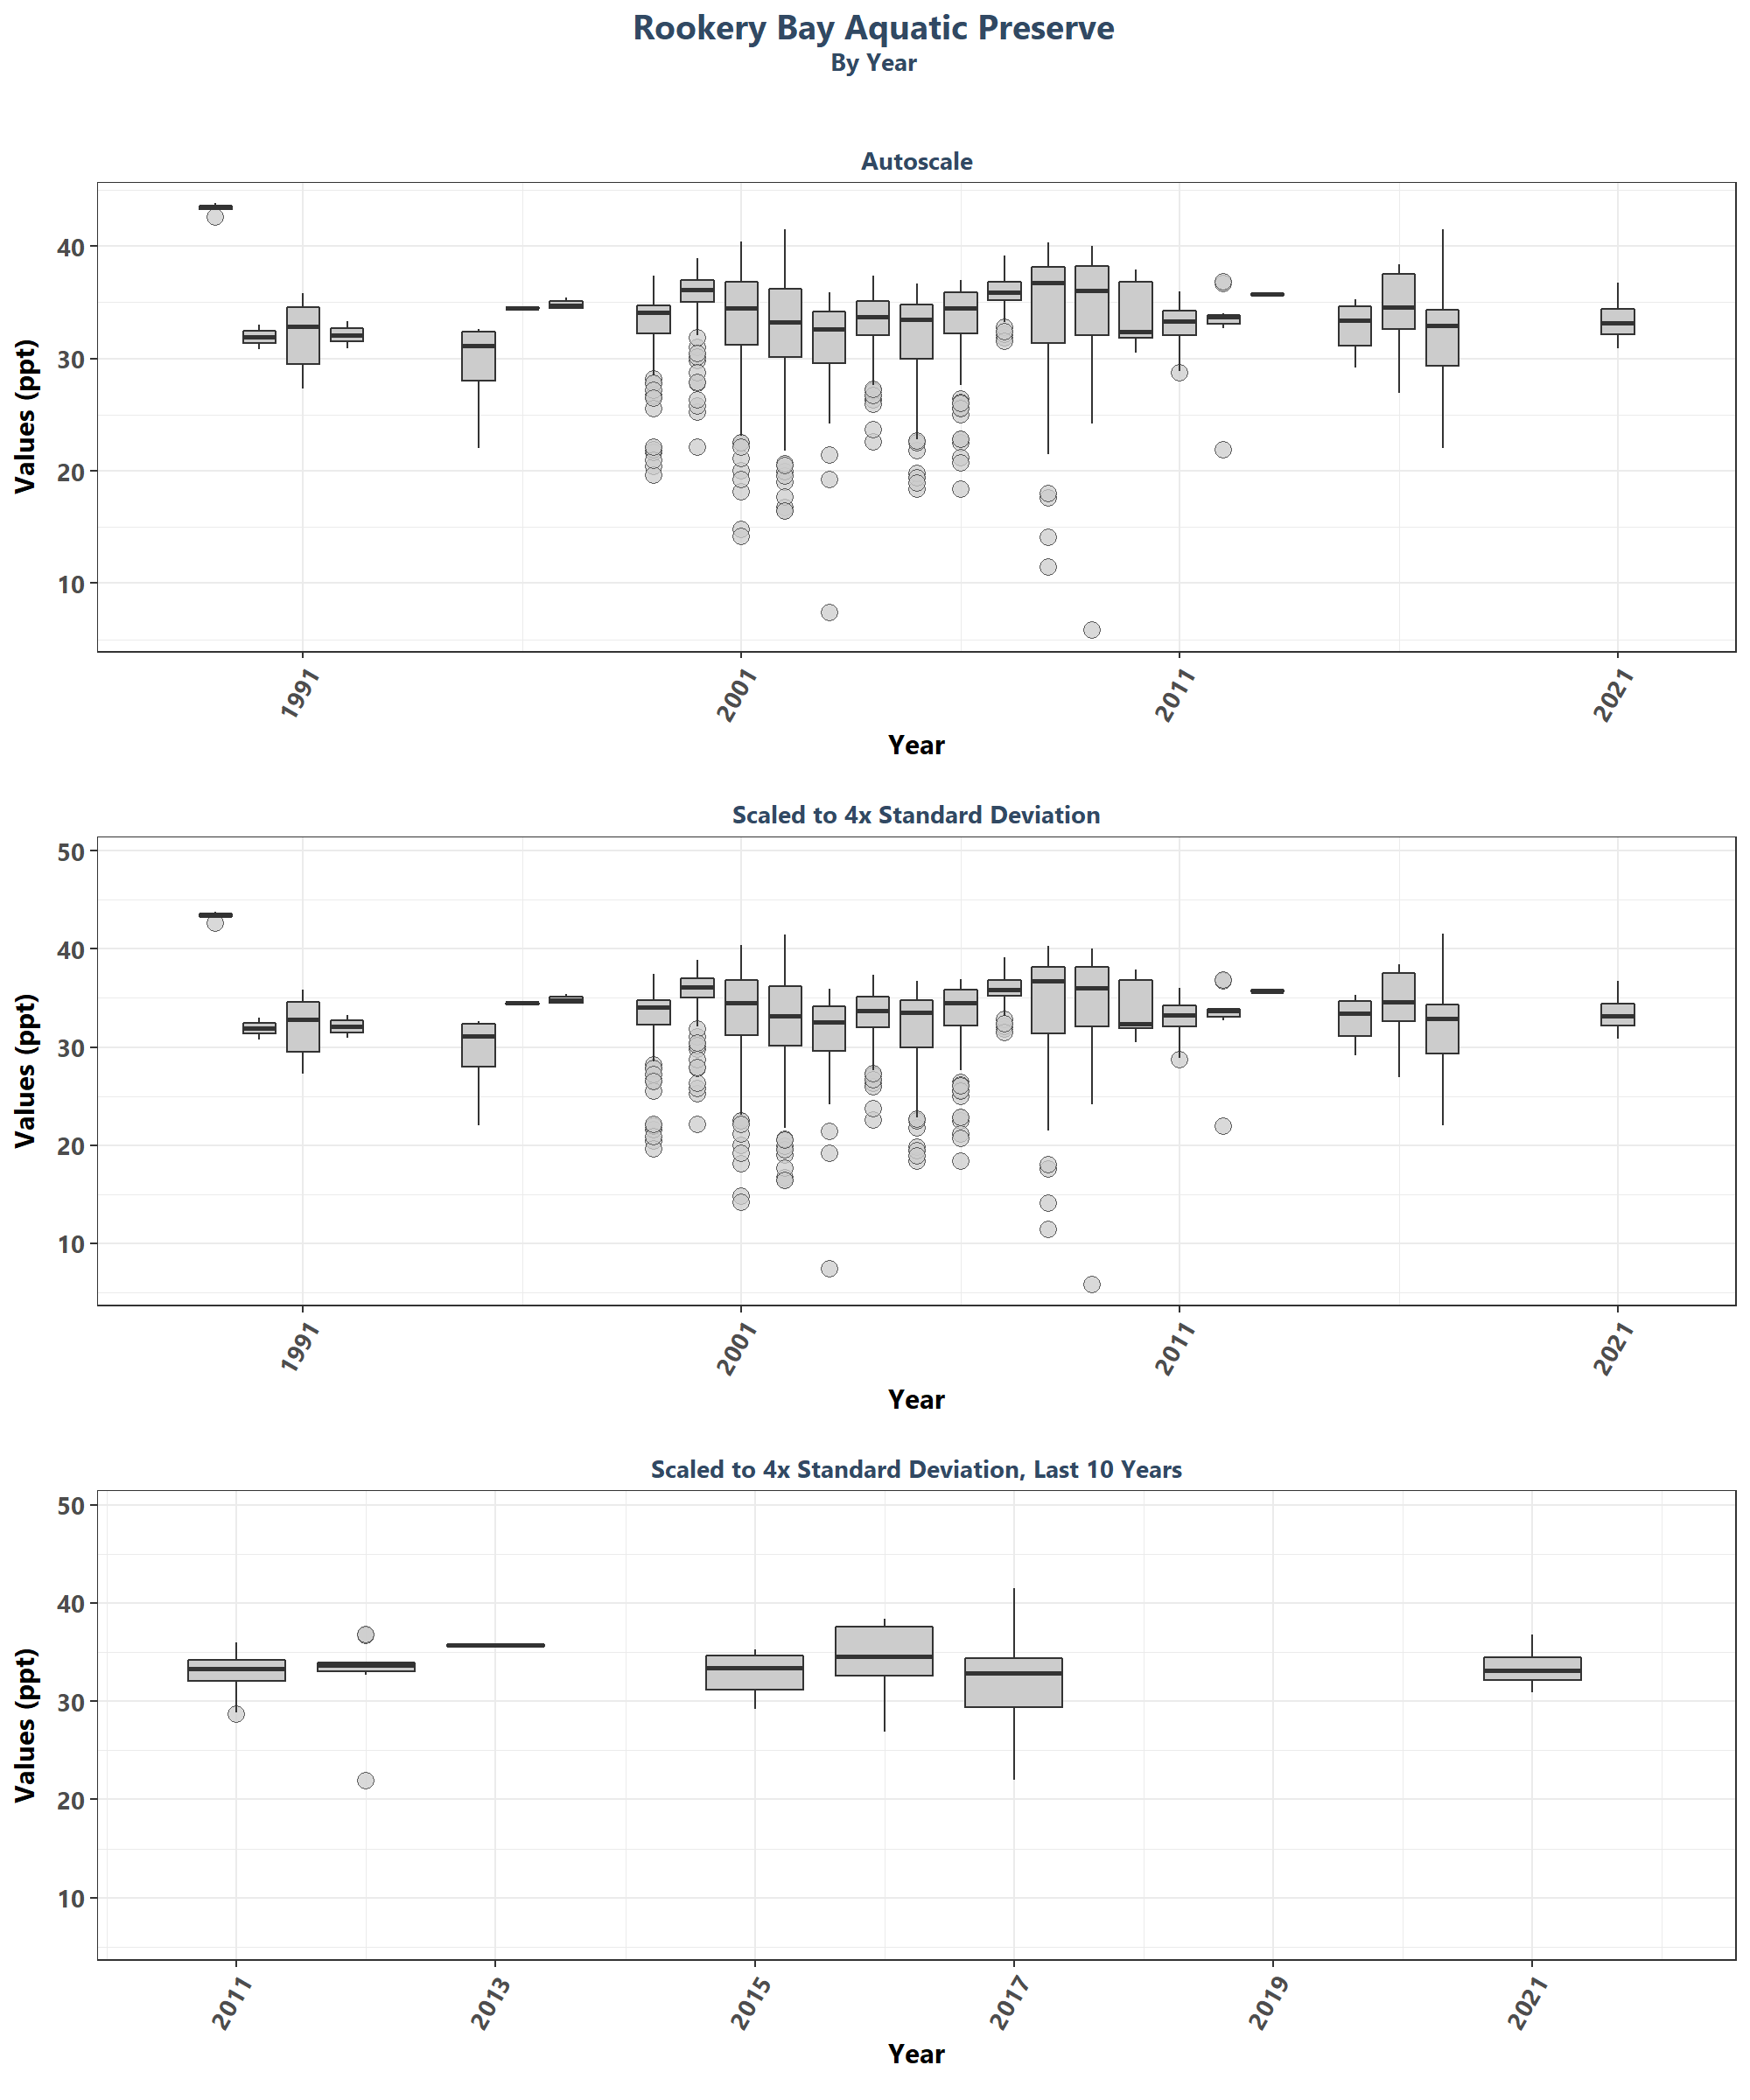 Rookery Bay Aquatic Preserve
By Year
Autoscale
Values (ppt)
40
30
20
10
1991
2001
2011
2021
Year
Scaled to 4x Standard Deviation
Values (ppt)
50
40
30
20
10
1991
2001
2011
2021
Year
Scaled to 4x Standard Deviation, Last 10 Years
Values (ppt)
50
40
30
20
10
2011
2013
2015
2017
2019
2021
Year